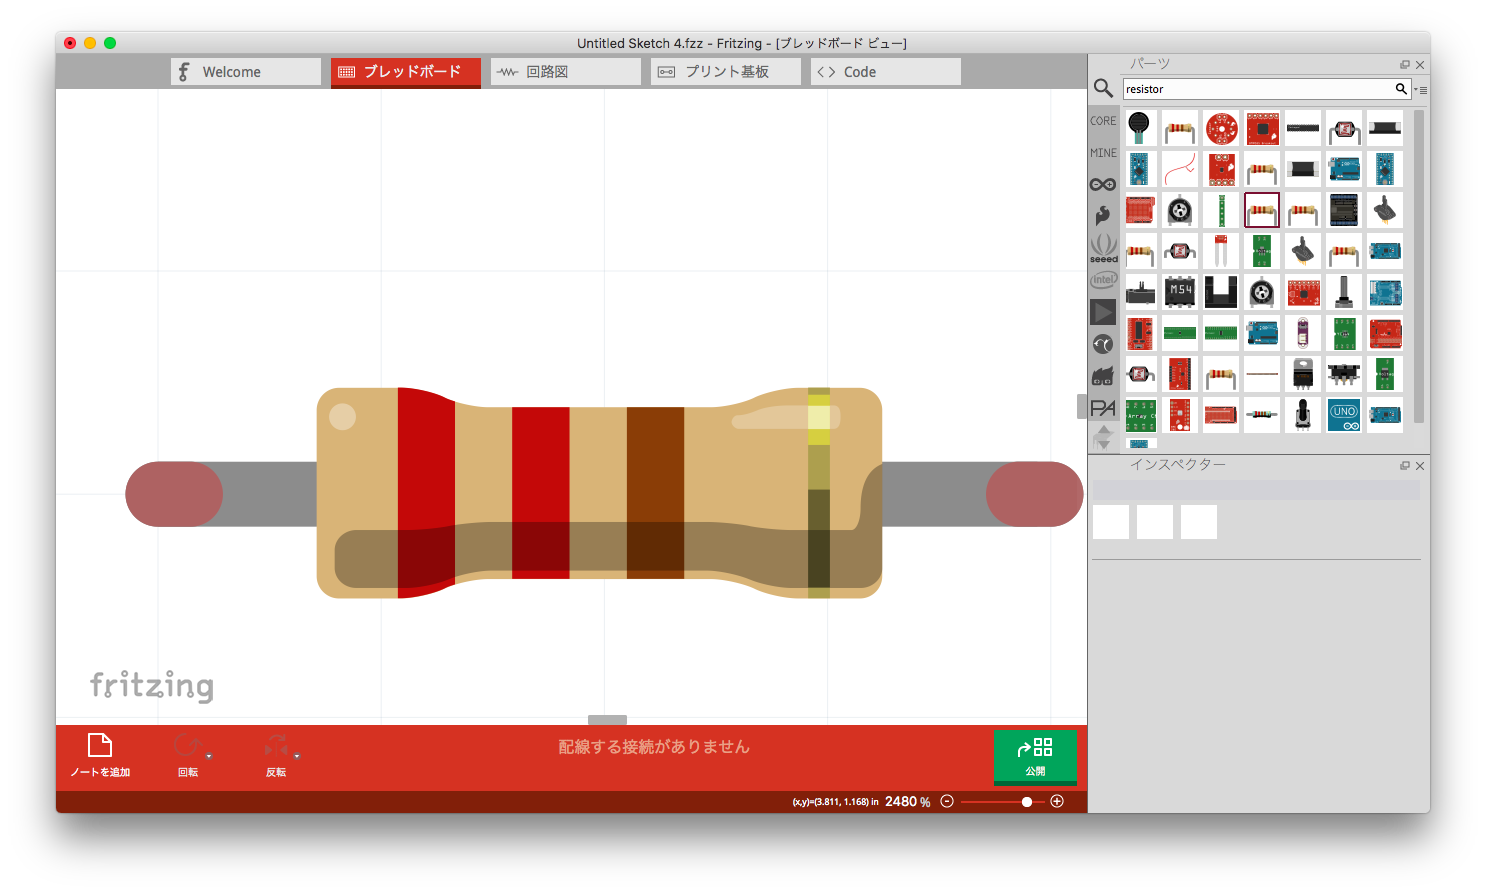 Untitled Sketch 4.fzz - Fritzing - [ブレッドボード ビュー]
Welcome
ブレッドボード
回路図
プリント基板
Code
パーツ
resistor
CORE
MINE
seeed
intel
PA
M54
Array
UNO
インスペクター
fritzing
ノートを追加
回転
反転
配線する接続がありません
公開
(x,y)=(3.811, 1.168) in
2480 %